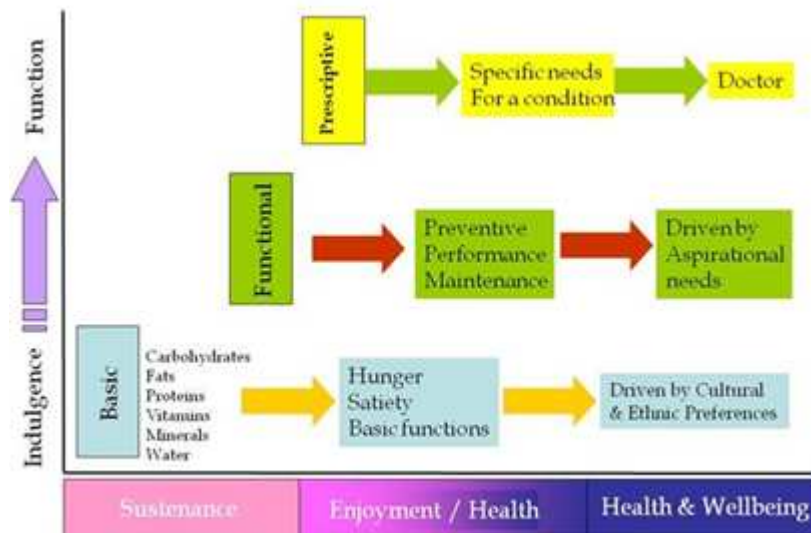 Function
Indulgence
Prescriptive
Specific needs
For a condition
Doctor
Functional
Preventive
Performance
Maintenance
Driven by
Aspirational
needs
Basic
Carbohydrates
Fats
Proteins
Vitamins
Minerals
Water
Hunger
Satiety
Basic functions
Driven by Cultural
& Ethnic Preferences
Sustenance
Enjoyment / Health
Health & Wellbeing